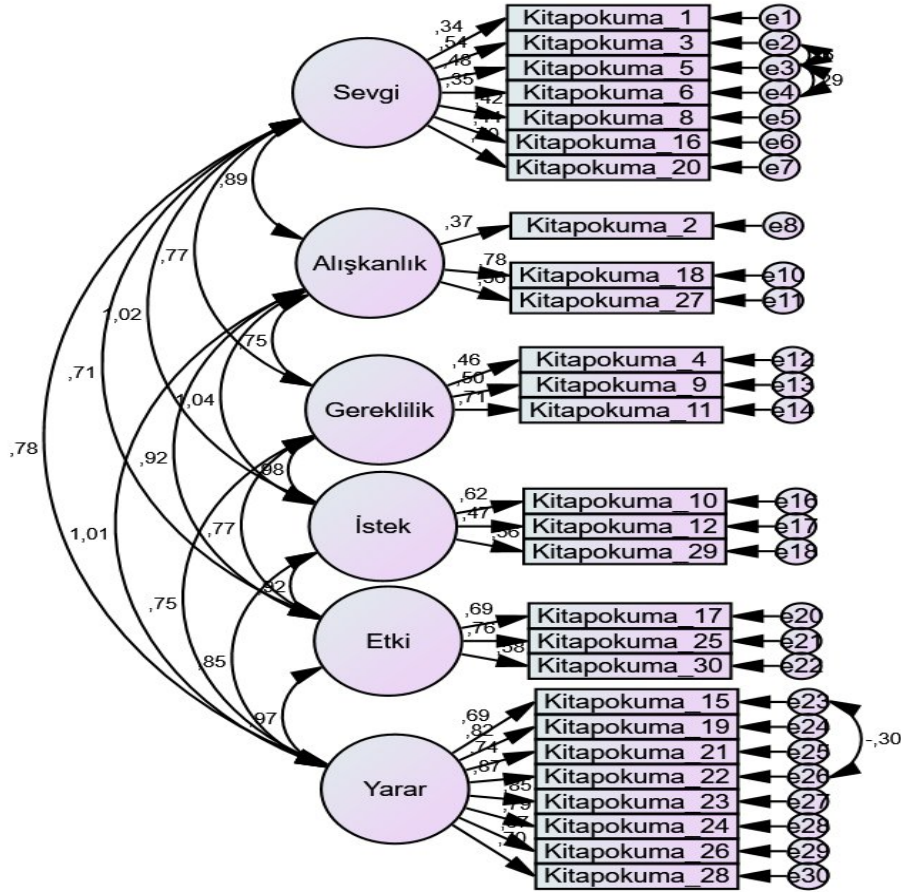 ,34 Kitapokuma_1 e1
,54 Kitapokuma_3 e2
,48 Kitapokuma_5 e3
,35 Kitapokuma_6 e4 ,29
Sevgi
,42 Kitapokuma_8 e5
Kitapokuma_16 e6
Kitapokuma_20 e7
,89
,37 Kitapokuma_2 e8
,77
Alışkanlık
,78 Kitapokuma_18 e10
Kitapokuma_27 e11
1,02
,75
,71
,46 Kitapokuma_4 e12
,50 Kitapokuma_9 e13
,71 Kitapokuma_11 e14
1,04
Gereklilik
,78
,92
,98
,62 Kitapokuma_10 e16
,47 Kitapokuma_12 e17
Kitapokuma_29 e18
İstek
1,01
,77
,92
,75
,69 Kitapokuma_17 e20
,76 Kitapokuma_25 e21
,58 Kitapokuma_30 e22
Etki
,85
,97
,69 Kitapokuma_15 e23
,82 Kitapokuma_19 e24
,74 Kitapokuma_21 e25
-,30
,87 Kitapokuma_22 e26
,85 Kitapokuma_23 e27
Yarar
,79 Kitapokuma_24 e28
Kitapokuma_26 e29
Kitapokuma_28 e30